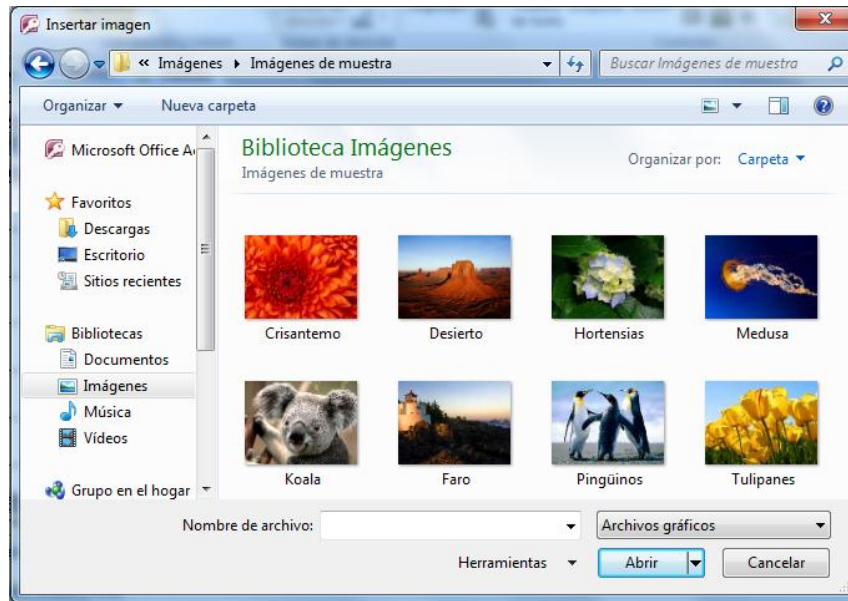 Insertar imagen
« Imágenes Imágenes de muestra
Buscar Imágenes de muestra
Organizar Nueva carpeta
Microsoft Office A
Favoritos
Descargas
Escritorio
Sitios recientes
Bibliotecas
Documentos
Imágenes
Música
Vídeos
Grupo en el hogar
Biblioteca Imágenes
Imágenes de muestra
Organizar por: Carpeta
Crisantemo Desierto Hortensias Medusa
Koala Faro Pingüinos Tulipanes
Nombre de archivo:
Archivos gráficos
Herramientas
Abrir
Cancelar